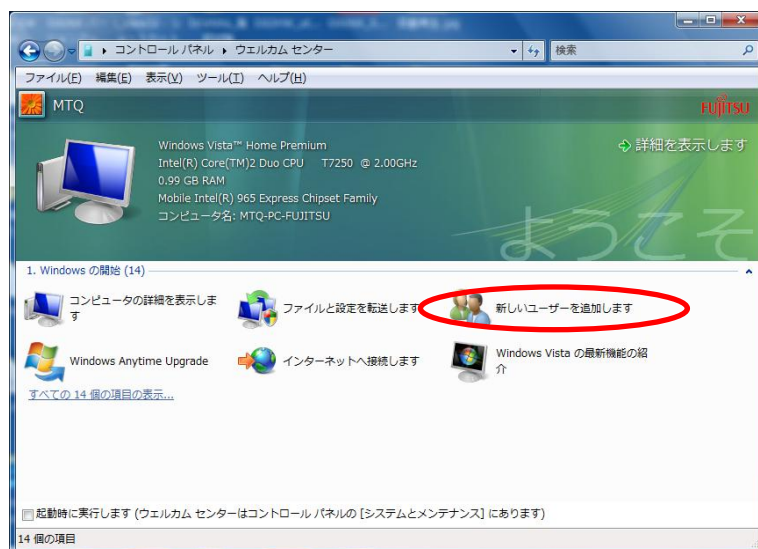 コントロール パネル ウェルカム センター
検索
ファイル(F) 編集(E) 表示(V) ツール(T) ヘルプ(H)
MTQ
FUJITSU
Windows Vista™ Home Premium
詳細を表示します
Intel(R) Core(TM)2 Duo CPU T7250 @ 2.00GHz
0.99 GB RAM
Mobile Intel(R) 965 Express Chipset Family
コンピュータ名: MTQ-PC-FUJITSU
ようこそ
1. Windows の開始 (14)
コンピュータの詳細を表示しま
す
ファイルと設定を転送します
新しいユーザーを追加します
Windows Anytime Upgrade
インターネットへ接続します
Windows Vista の最新機能の紹
介
すべての 14 個の項目の表示...
起動時に実行します (ウェルカム センターはコントロール パネルの [システムとメンテナンス] にあります)
14 個の項目